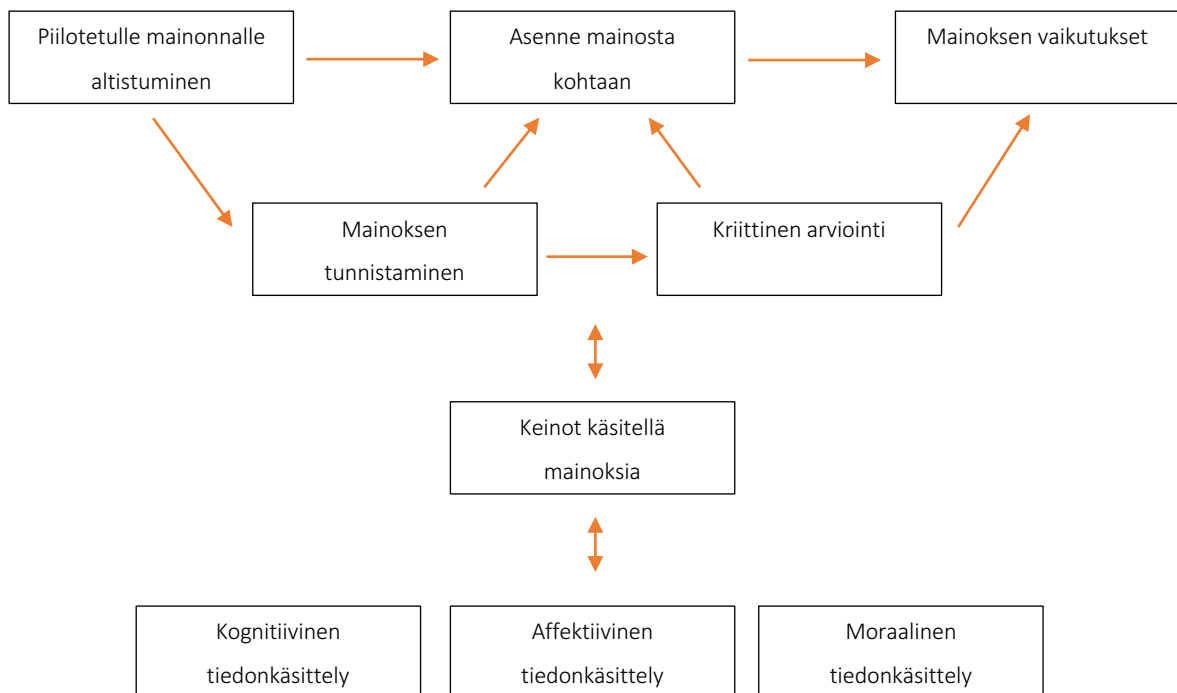 Piilotetulle mainonnalle
altistuminen
Asenne mainosta
kohtaan
Mainoksen vaikutukset
Mainoksen
tunnistaminen
Kriittinen arviointi
Keinot käsitellä
mainoksia
Kognitiivinen
tiedonkäsittely
Affektiivinen
tiedonkäsittely
Moraalinen
tiedonkäsittely